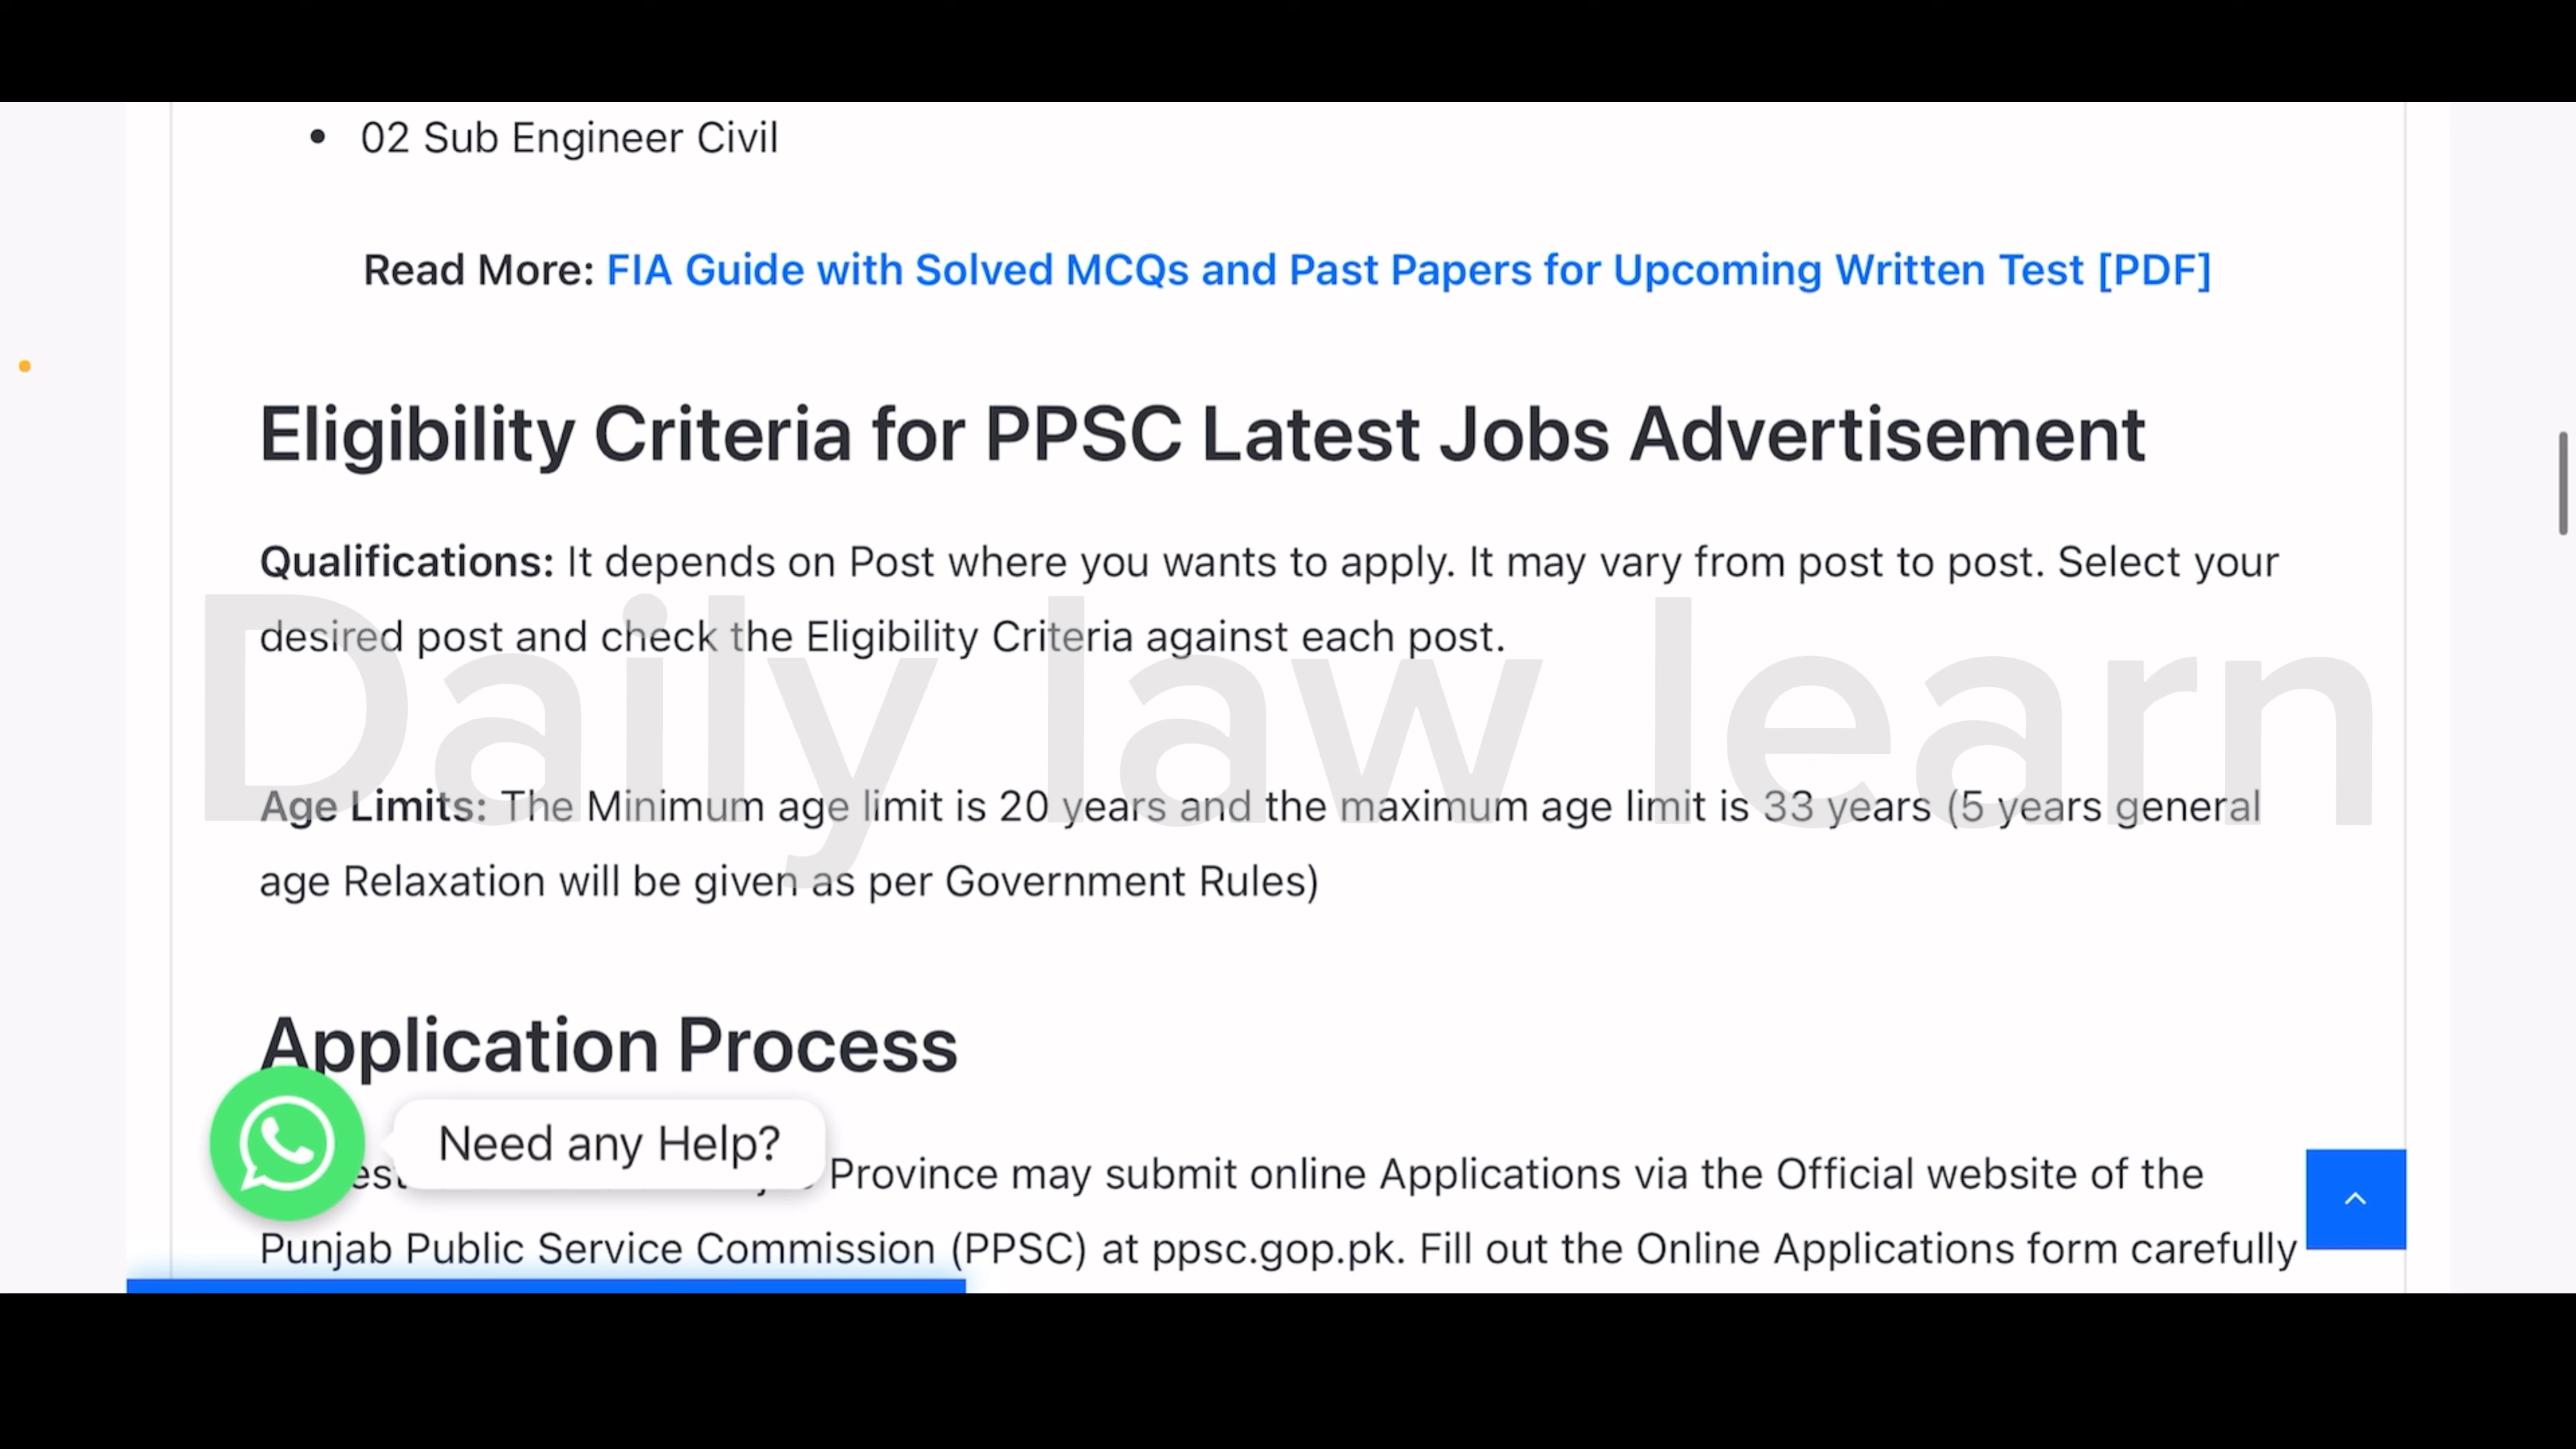 02 Sub Engineer Civil
Read More: FIA Guide with Solved MCQs and Past Papers for Upcoming Written Test [PDF]
Eligibility Criteria for PPSC Latest Jobs Advertisement
Qualifications: It depends on Post where you wants to apply. It may vary from post to post. Select your
desired post and check the Eligibility Criteria against each post.
Daily law learn
Age Limits: The Minimum age limit is 20 years and the maximum age limit is 33 years (5 years general
age Relaxation will be given as per Government Rules)
Application Process
Need any Help?
Province may submit online Applications via the Official website of the
Punjab Public Service Commission (PPSC) at ppsc.gop.pk. Fill out the Online Applications form carefully